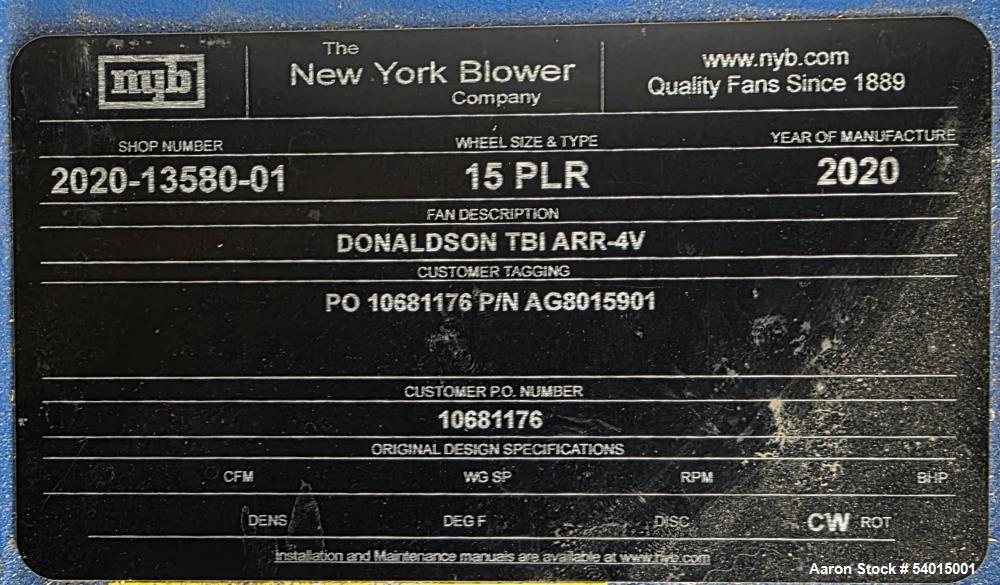 nyb
The
New York Blower
Company
www.nyb.com
Quality Fans Since 1889
SHOP NUMBER WHEEL SIZE & TYPE YEAR OF MANUFACTURE
2020-13580-01 15 PLR 2020
FAN DESCRIPTION
DONALDSON TBI ARR-4V
CUSTOMER TAGGING
PO 10681176 P/N AG8015901
CUSTOMER P.O. NUMBER
10681176
ORIGINAL DESIGN SPECIFICATIONS
CFM WG SP RPM BHP
DENS DEG F DISC CW ROT
Installation and Maintenance manuals are available at www.nyb.com
Aaron Stock # 54015001